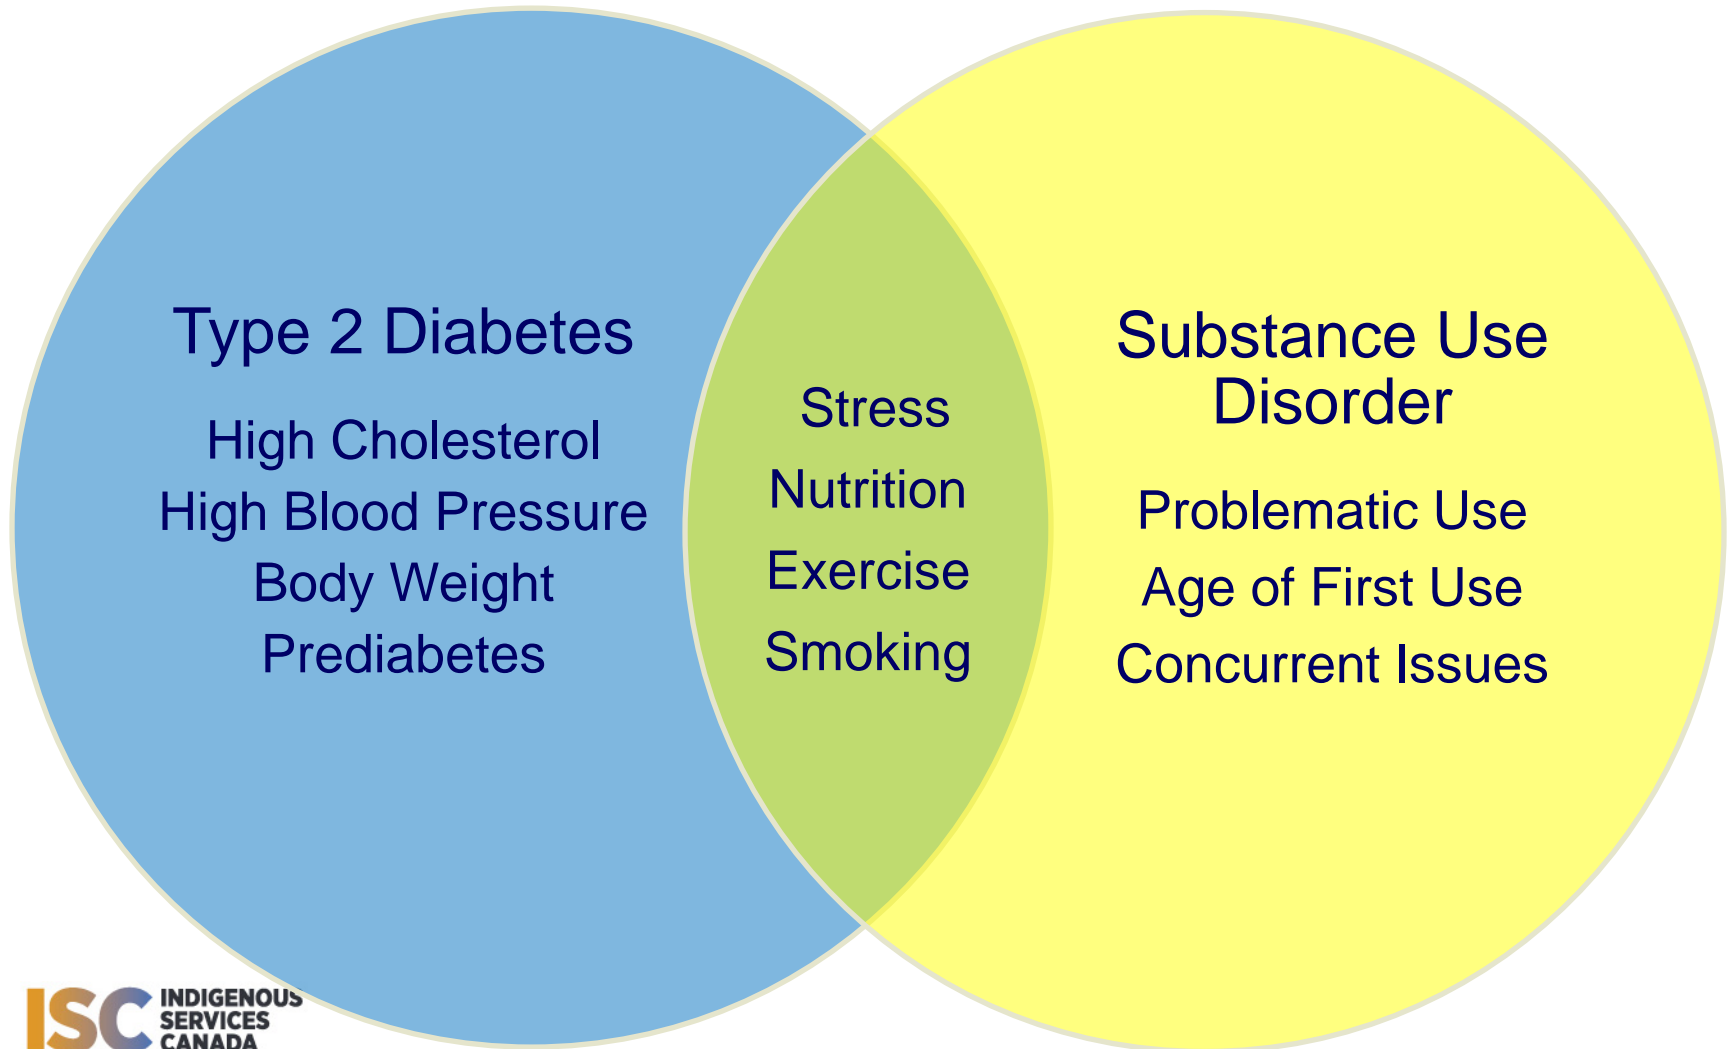 Type 2 Diabetes
High Cholesterol
High Blood Pressure
Body Weight
Prediabetes
Stress
Nutrition
Exercise
Smoking
Substance Use
Disorder
Problematic Use
Age of First Use
Concurrent Issues
ISC INDIGENOUS
SERVICES
CANADA